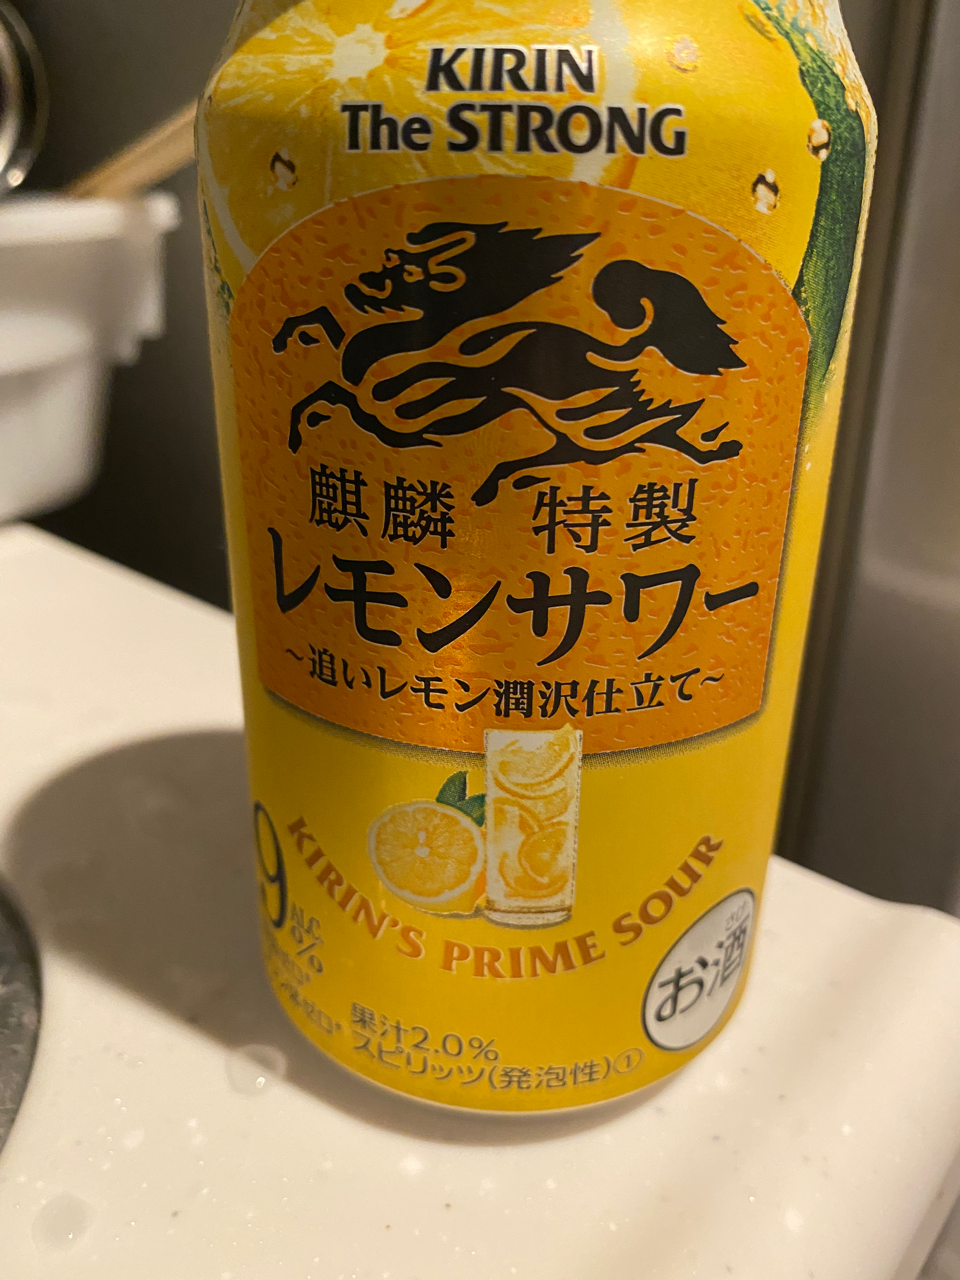 KIRIN
The STRONG
麒麟 特製
レモンサワー
~追いレモン潤沢仕立て~
KIRIN'S PRIME SOUR
9
ALC.
%
お酒
果汁2.0%
スピリッツ(発泡性)①